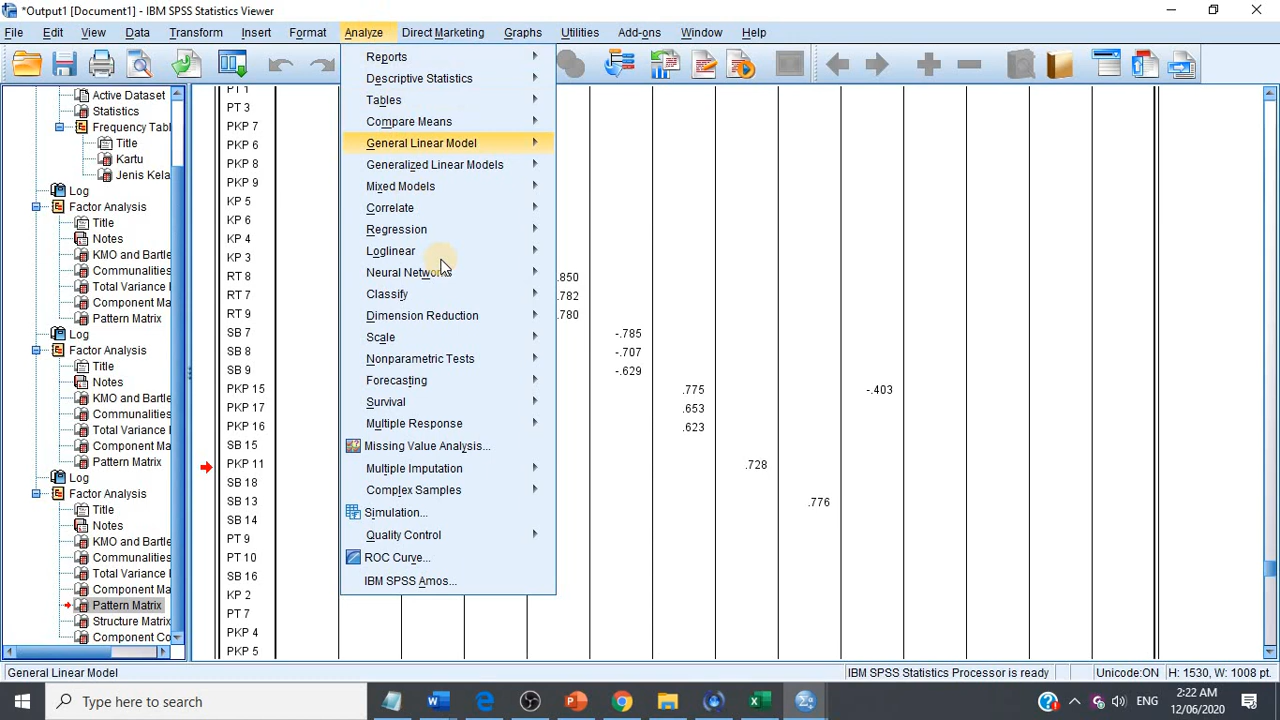 *Output1 [Document1] - IBM SPSS Statistics Viewer
File Edit View Data Transform Insert Format Analyze Direct Marketing Graphs Utilities Add-ons Window Help
Active Dataset
Statistics
Frequency Tabl
Title
Kartu
Jenis Kela
Log
Factor Analysis
Title
Notes
KMO and Bartle
Communalities
Total Variance
Component Ma
Pattern Matrix
Log
Factor Analysis
Title
Notes
KMO and Bartle
Communalities
Total Variance
Component Ma
Pattern Matrix
Log
Factor Analysis
Title
Notes
KMO and Bartle
Communalities
Total Variance
Component Ma
Pattern Matrix
Structure Matrix
Component Co
Reports
Descriptive Statistics
Tables
Compare Means
General Linear Model
Generalized Linear Models
Mixed Models
Correlate
Regression
Loglinear
Neural Networks
Classify
Dimension Reduction
Scale
Nonparametric Tests
Forecasting
Survival
Multiple Response
Missing Value Analysis...
Multiple Imputation
Complex Samples
Simulation...
Quality Control
ROC Curve...
IBM SPSS Amos...
PT 1
PT 3
PKP 7
PKP 6
PKP 8
PKP 9
KP 5
KP 6
KP 4
KP 3
RT 8 .850
RT 7 .782
RT 9 .780
SB 7 -.785
SB 8 -.707
SB 9 -.629
PKP 15 .775 -.403
PKP 17 .653
PKP 16 .623
SB 15
PKP 11 .728
SB 18
SB 13 .776
SB 14
PT 9
PT 10
SB 16
KP 2
PT 7
PKP 4
PKP 5
General Linear Model IBM SPSS Statistics Processor is ready Unicode:ON H: 1530, W: 1008 pt.
Type here to search
ENG
2:22 AM
12/06/2020